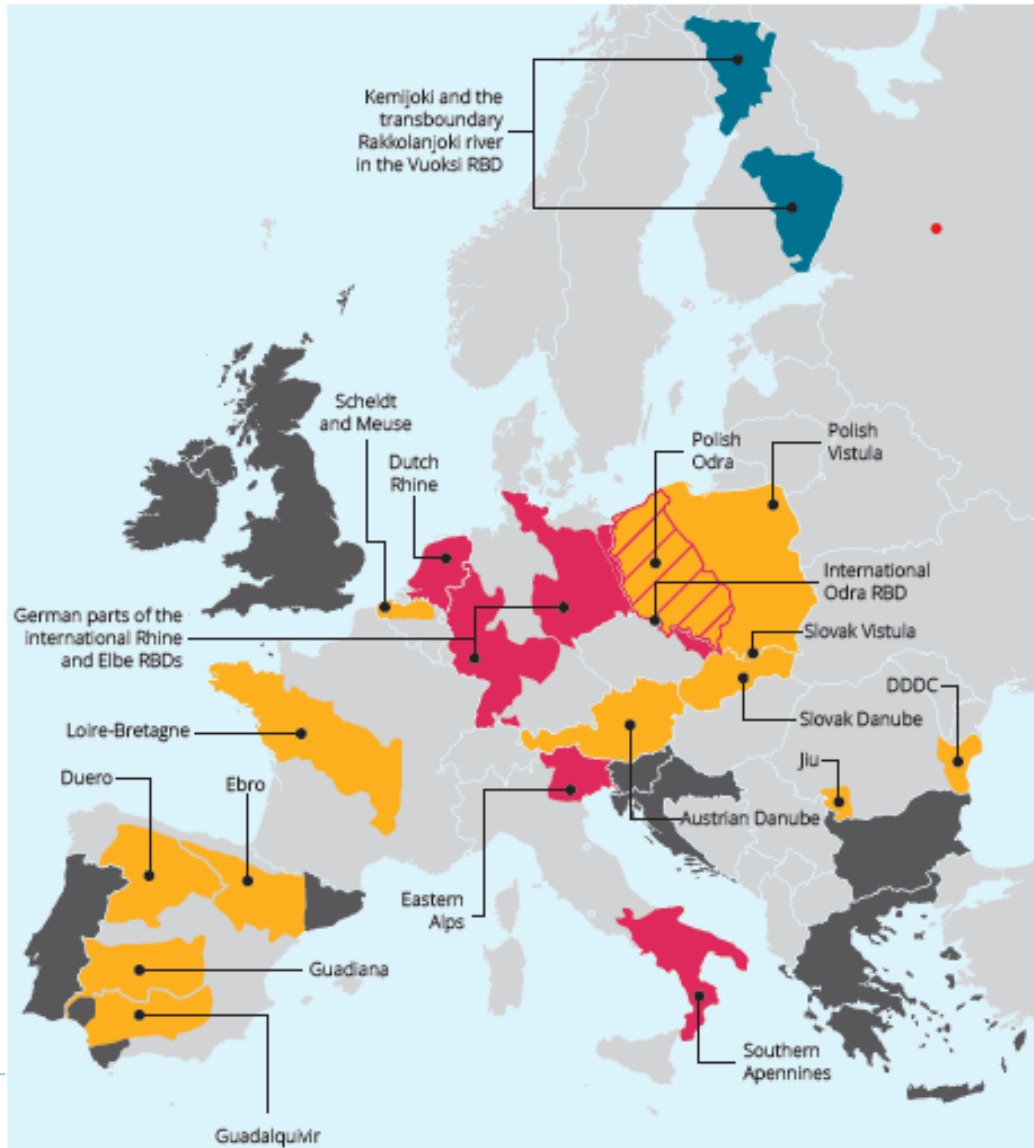 Kemijoki and the
transboundary
Rakkolanjoki river
in the Vuoksi RBD
Scheldt
and Meuse
Dutch
Rhine
Polish
Odra
Polish
Vistula
International
Odra RBD
German parts of the
international Rhine
and Elbe RBDs
Slovak Vistula
DDDC
Slovak Danube
Loire-Bretagne
Jiu
Duero
Ebro
Austrian Danube
Eastern
Alps
Guadiana
Southern
Apennines
Guadalquivir